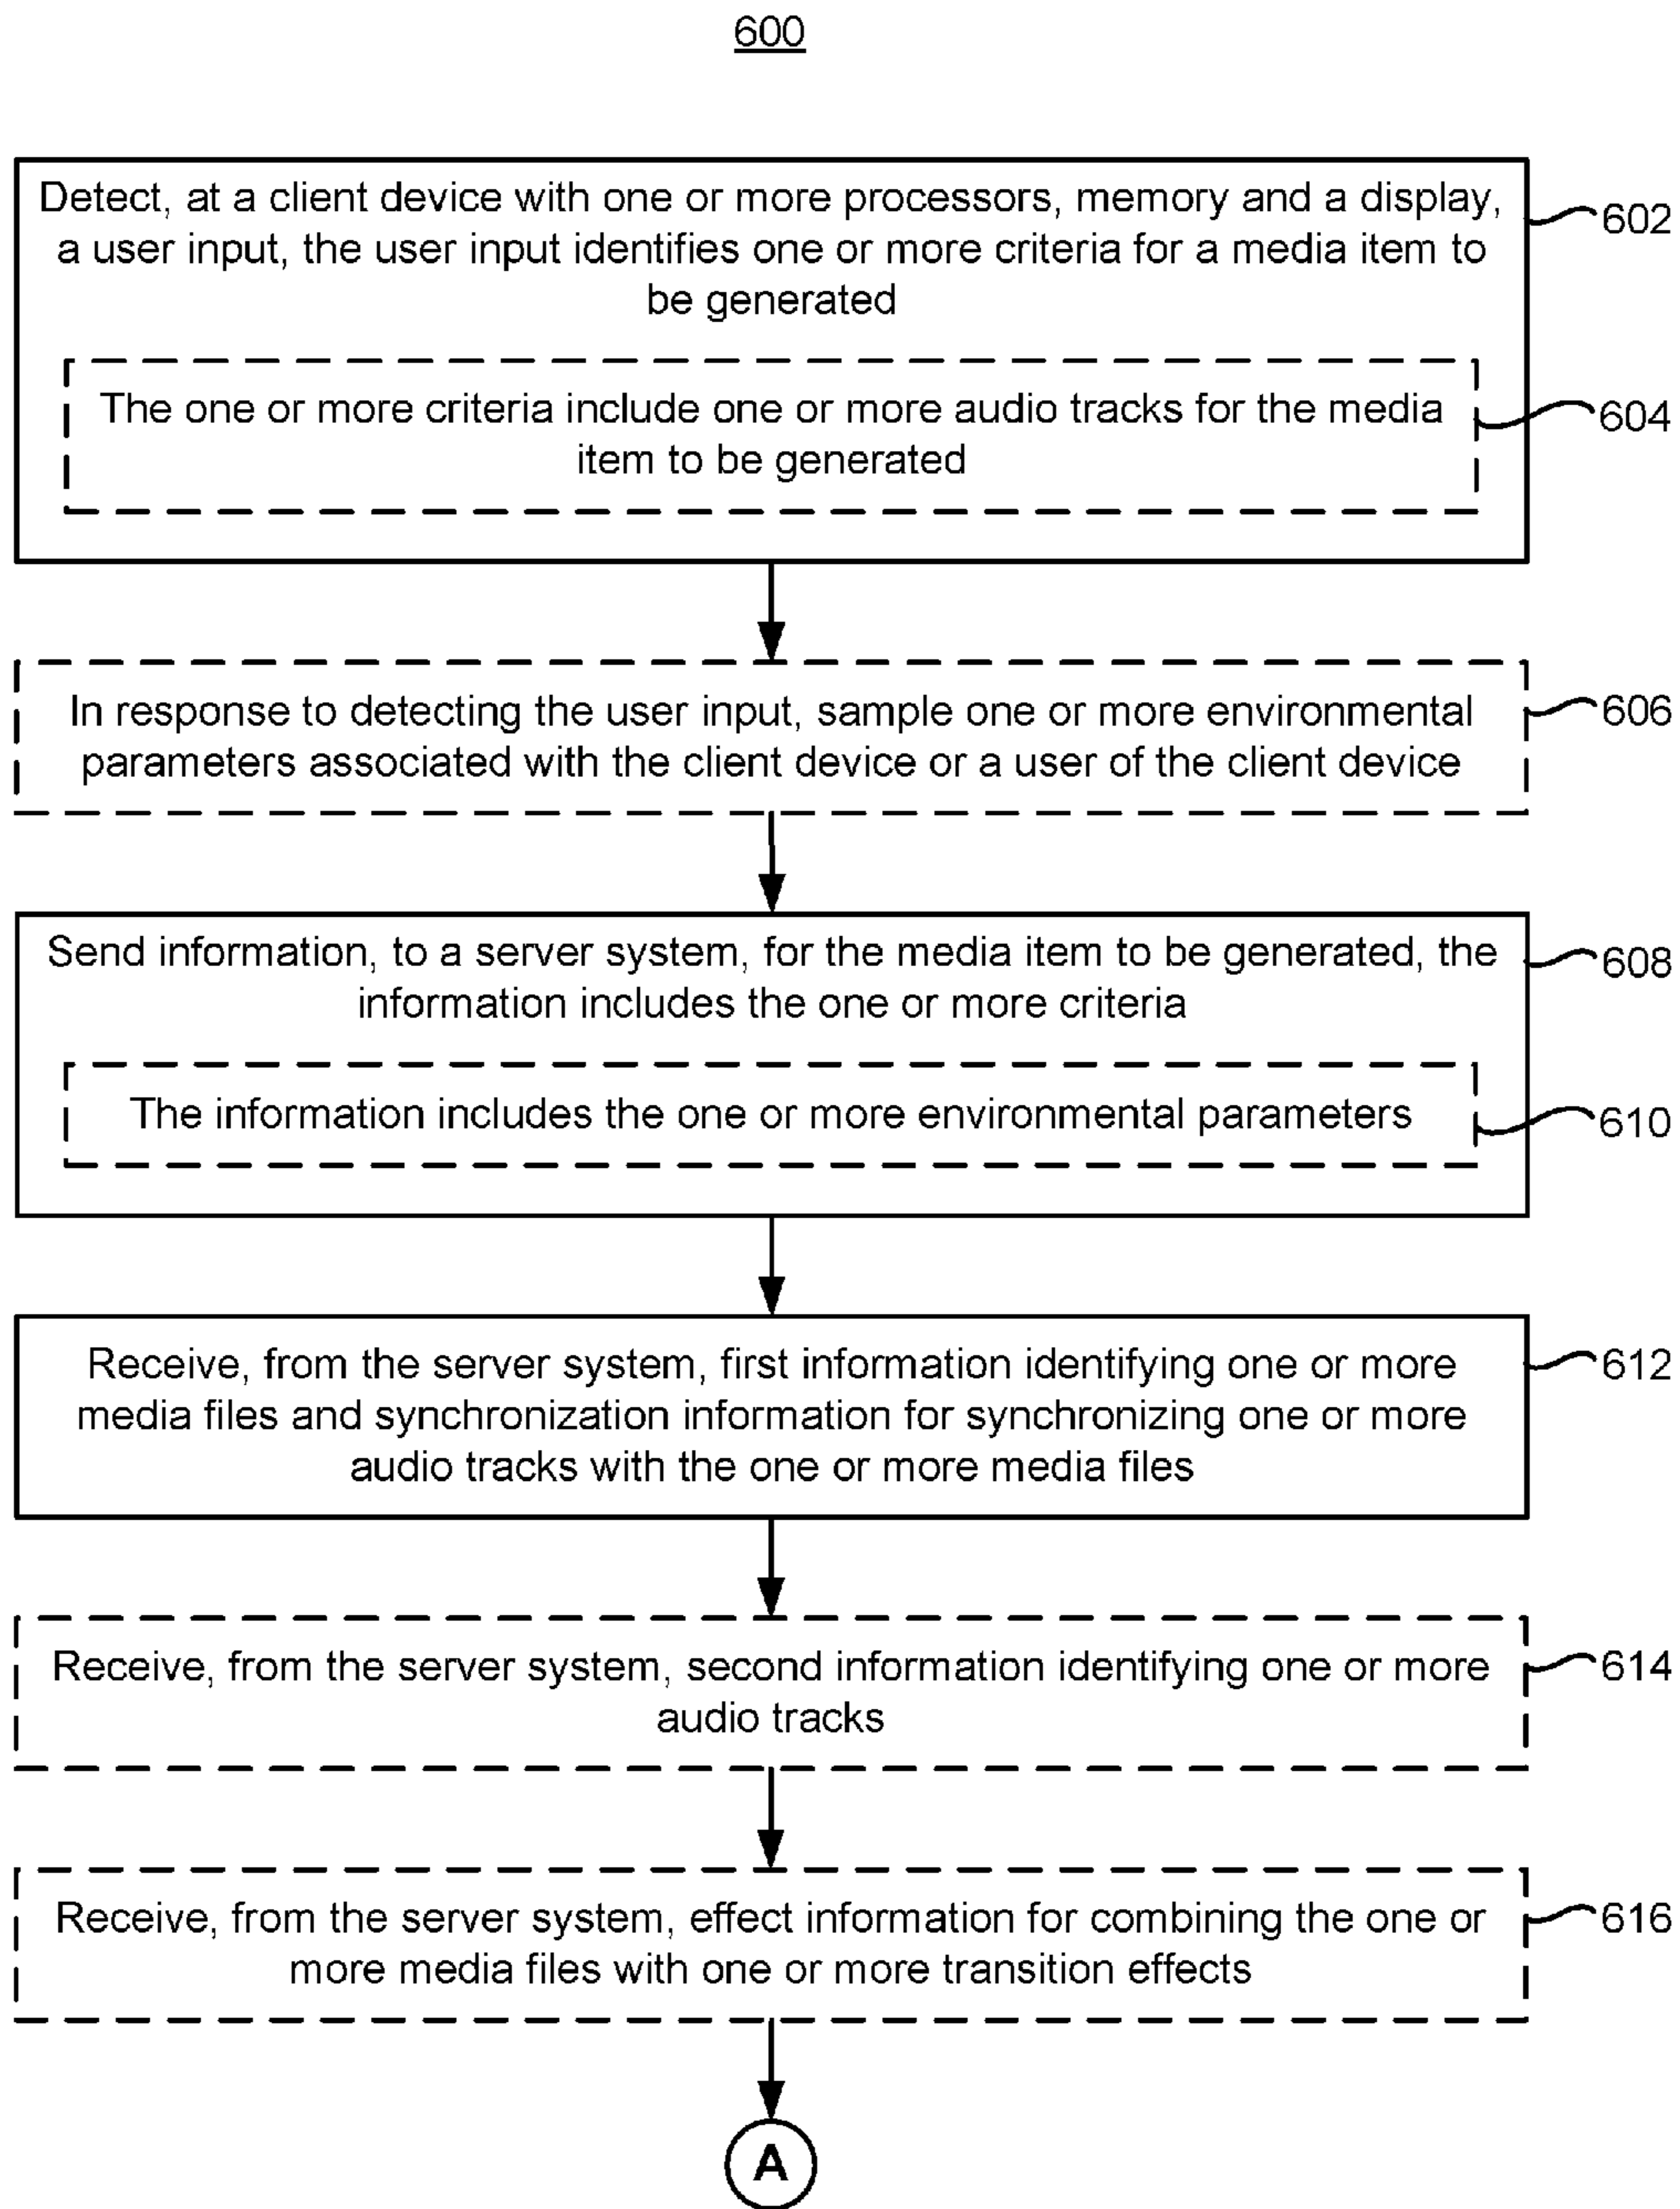 600
Detect, at a client device with one or more processors, memory and a display,
a user input, the user input identifies one or more criteria for a media item to
be generated
602
The one or more criteria include one or more audio tracks for the media
item to be generated
604
In response to detecting the user input, sample one or more environmental
parameters associated with the client device or a user of the client device
606
Send information, to a server system, for the media item to be generated, the
information includes the one or more criteria
608
The information includes the one or more environmental parameters
610
Receive, from the server system, first information identifying one or more
media files and synchronization information for synchronizing one or more
audio tracks with the one or more media files
612
Receive, from the server system, second information identifying one or more
audio tracks
614
Receive, from the server system, effect information for combining the one or
more media files with one or more transition effects
616
A